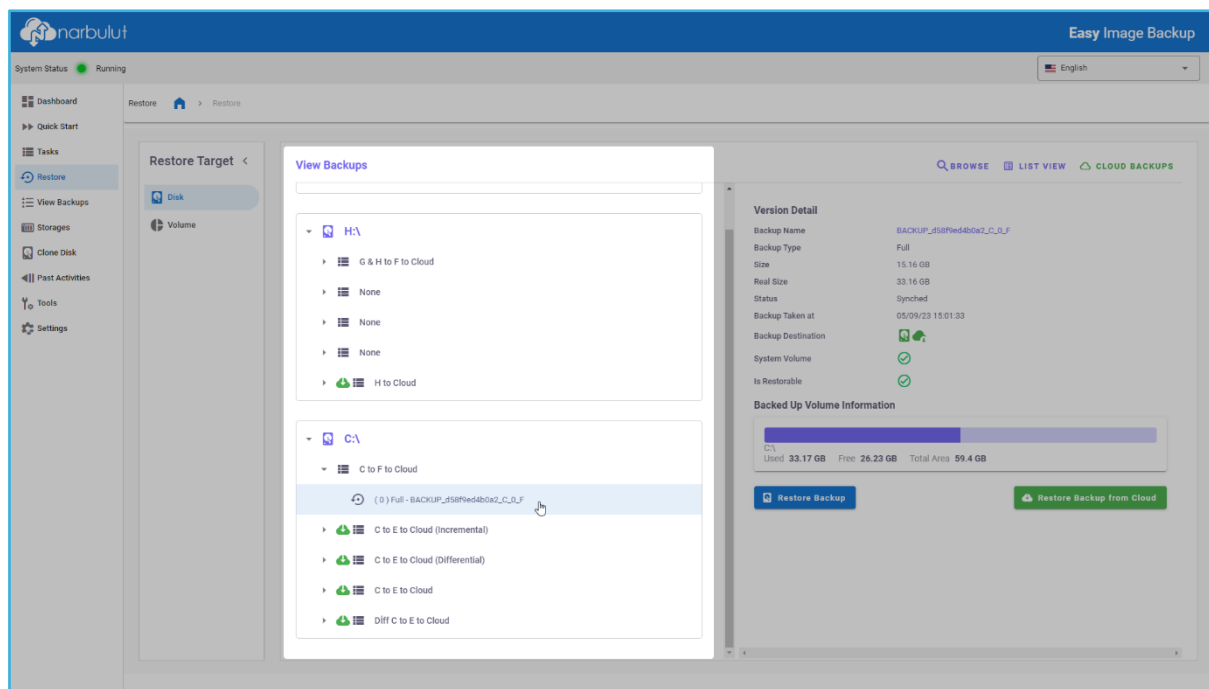 narbulut
Easy Image Backup
System Status Running
English
Dashboard
Quick Start
Tasks
Restore
View Backups
Storages
Clone Disk
Past Activities
Tools
Settings
Restore > Restore
Restore Target <
Disk
Volume
View Backups
BROWSE LIST VIEW CLOUD BACKUPS
H:\
G & H to F to Cloud
None
None
None
H to Cloud
C:\
C to F to Cloud
( 0 ) Full - BACKUP_d58f9ed4b0a2_C_0_F
C to E to Cloud (Incremental)
C to E to Cloud (Differential)
C to E to Cloud
Diff C to E to Cloud
Version Detail
Backup Name BACKUP_d58f9ed4b0a2_C_0_F
Backup Type Full
Size 15.16 GB
Real Size 33.16 GB
Status Synched
Backup Taken at 05/09/23 15:01:33
Backup Destination
System Volume
Is Restorable
Backed Up Volume Information
C:\
Used 33.17 GB Free 26.23 GB Total Area 59.4 GB
Restore Backup
Restore Backup from Cloud